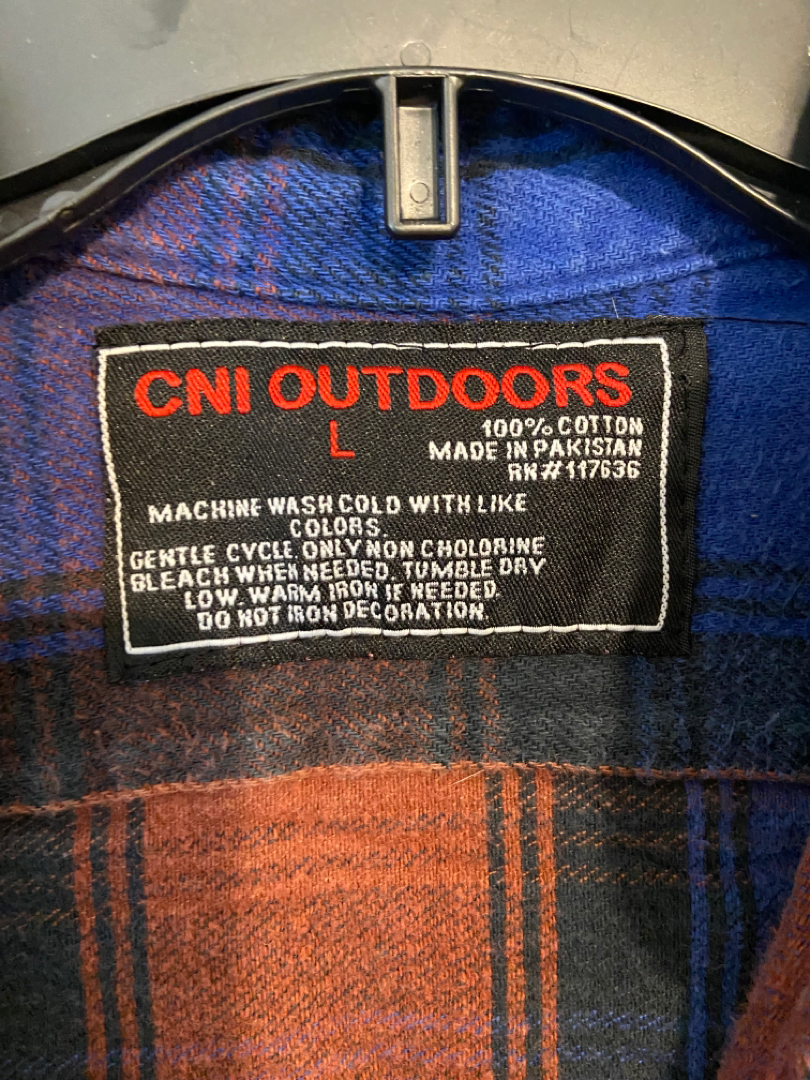 CNI OUTDOORS
L
100% COTTON
MADE IN PAKISTAN
RN#117636
MACHINE WASH COLD WITH LIKE
COLORS.
GENTLE CYCLE. ONLY NON CHOLORINE
BLEACH WHEN NEEDED. TUMBLE DRY
LOW. WARM IRON IF NEEDED.
DO NOT IRON DECORATION.